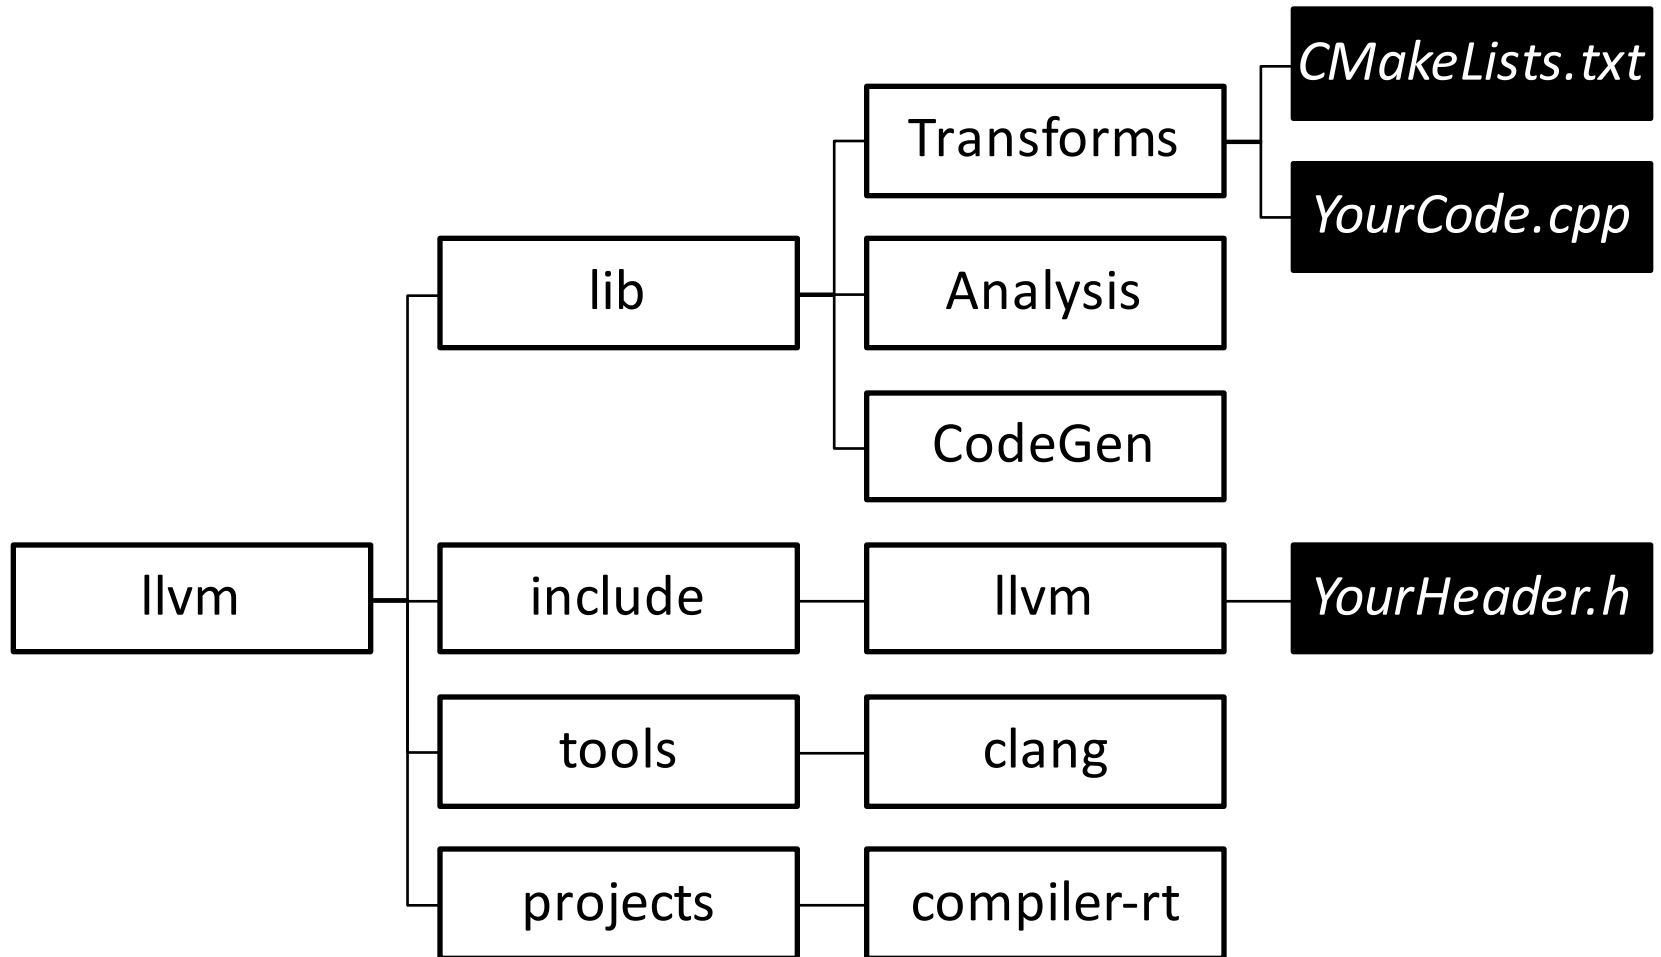 CMakeLists.txt
Transforms
YourCode.cpp
lib
Analysis
CodeGen
llvm
include
llvm
YourHeader.h
tools
clang
projects
compiler-rt